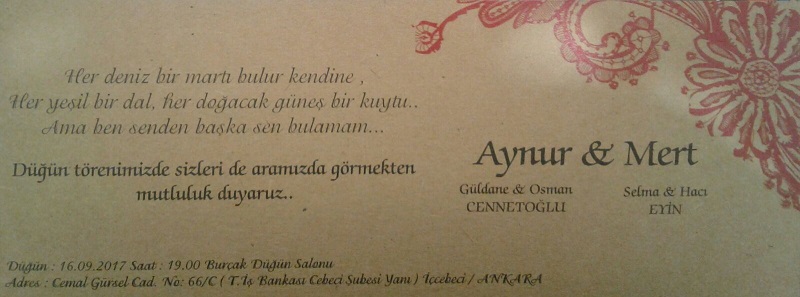 Her deniz bir martı bulur kendine ,
Her yeşil bir dal, her doğacak güneş bir kuytu..
Ama ben senden başka sen bulamam...
Düğün törenimizde sizleri de aramızda görmekten
mutluluk duyarız..
Aynur & Mert
Güldane & Osman
CENNETOĞLU
Selma & Hacı
EYİN
Düğün : 16.09.2017 Saat : 19.00 Burçak Düğün Salonu
Adres : Cemal Gürsel Cad. No: 66/C ( T.İş Bankası Cebeci Şubesi Yanı ) İççebeci / ANKARA